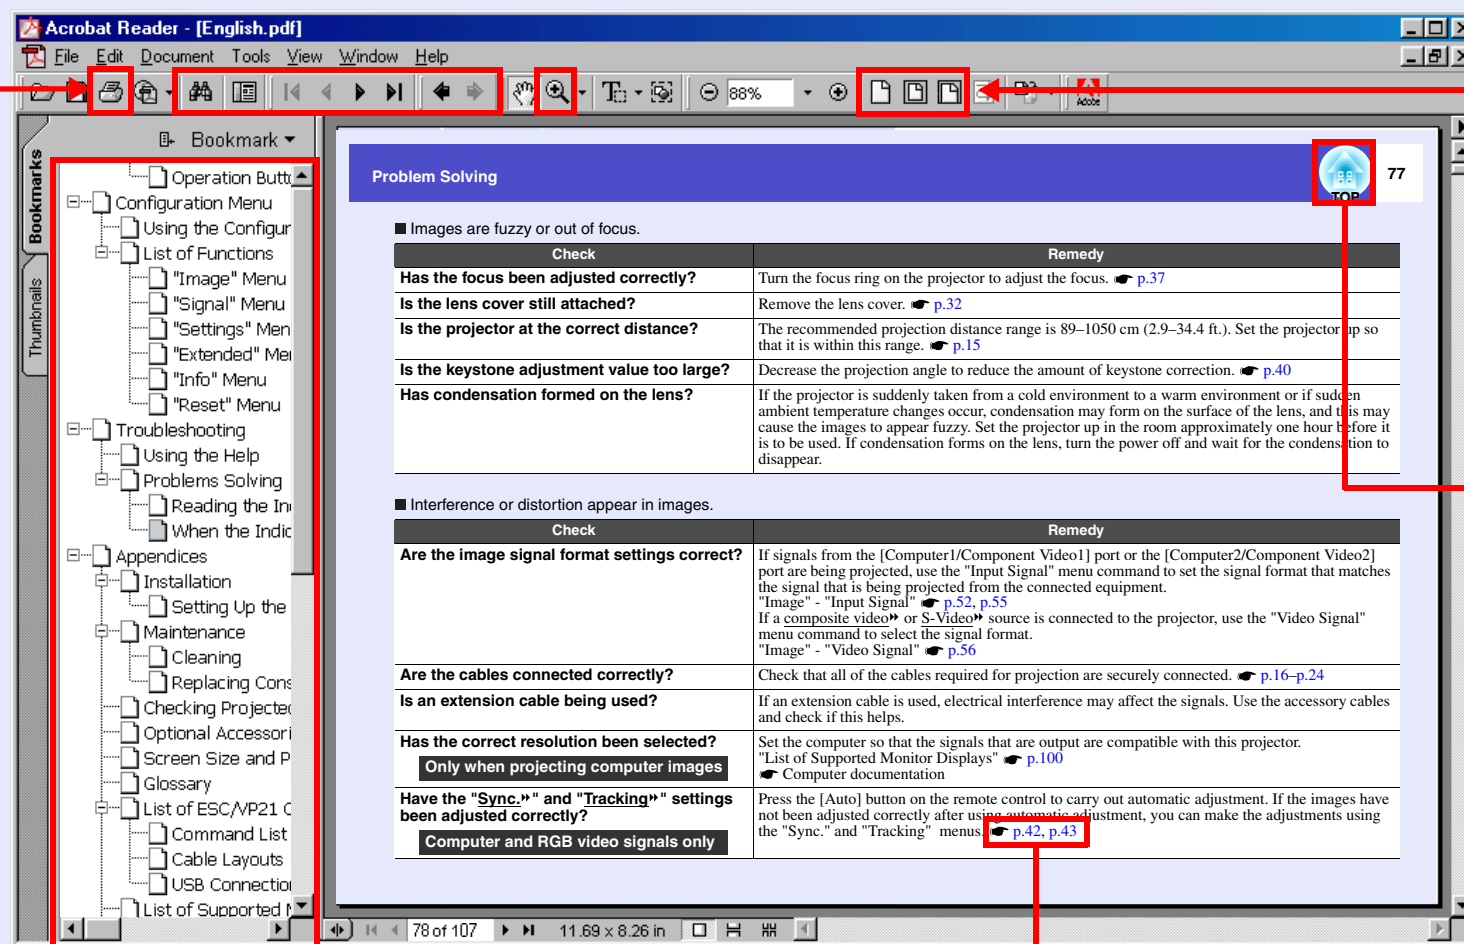 Acrobat Reader - [English.pdf]
File Edit Document Tools View Window Help
88%
Adobe
Bookmarks
Thumbnails
Bookmark
Operation Butto
Configuration Menu
Using the Configur
List of Functions
"Image" Menu
"Signal" Menu
"Settings" Men
"Extended" Me
"Info" Menu
"Reset" Menu
Troubleshooting
Using the Help
Problems Solving
Reading the In
When the Indic
Appendices
Installation
Setting Up the
Maintenance
Cleaning
Replacing Cons
Checking Projected
Optional Accessori
Screen Size and P
Glossary
List of ESC/VP21 C
Command List
Cable Layouts
USB Connection
List of Supported M
Problem Solving
TOP
77
■ Images are fuzzy or out of focus.
Check Remedy
Has the focus been adjusted correctly? Turn the focus ring on the projector to adjust the focus. ☛ p.37
Is the lens cover still attached? Remove the lens cover. ☛ p.32
Is the projector at the correct distance? The recommended projection distance range is 89–1050 cm (2.9–34.4 ft.). Set the projector up so
that it is within this range. ☛ p.15
Is the keystone adjustment value too large? Decrease the projection angle to reduce the amount of keystone correction. ☛ p.40
Has condensation formed on the lens? If the projector is suddenly taken from a cold environment to a warm environment or if sudden
ambient temperature changes occur, condensation may form on the surface of the lens, and this may
cause the images to appear fuzzy. Set the projector up in the room approximately one hour before it
is to be used. If condensation forms on the lens, turn the power off and wait for the condensation to
disappear.
■ Interference or distortion appear in images.
Check Remedy
Are the image signal format settings correct? If signals from the [Computer1/Component Video1] port or the [Computer2/Component Video2]
port are being projected, use the "Input Signal" menu command to set the signal format that matches
the signal that is being projected from the connected equipment.
"Image" - "Input Signal" ☛ p.52, p.55
If a composite video or S-Video source is connected to the projector, use the "Video Signal"
menu command to select the signal format.
"Image" - "Video Signal" ☛ p.56
Are the cables connected correctly? Check that all of the cables required for projection are securely connected. ☛ p.16–p.24
Is an extension cable being used? If an extension cable is used, electrical interference may affect the signals. Use the accessory cables
and check if this helps.
Has the correct resolution been selected? Set the computer so that the signals that are output are compatible with this projector.
Only when projecting computer images "List of Supported Monitor Displays" ☛ p.100
☛ Computer documentation
Have the "Sync." and "Tracking" settings Press the [Auto] button on the remote control to carry out automatic adjustment. If the images have
been adjusted correctly? not been adjusted correctly after using automatic adjustment, you can make the adjustments using
Computer and RGB video signals only the "Sync." and "Tracking" menus. ☛ p.42, p.43
78 of 107 11.69 x 8.26 in